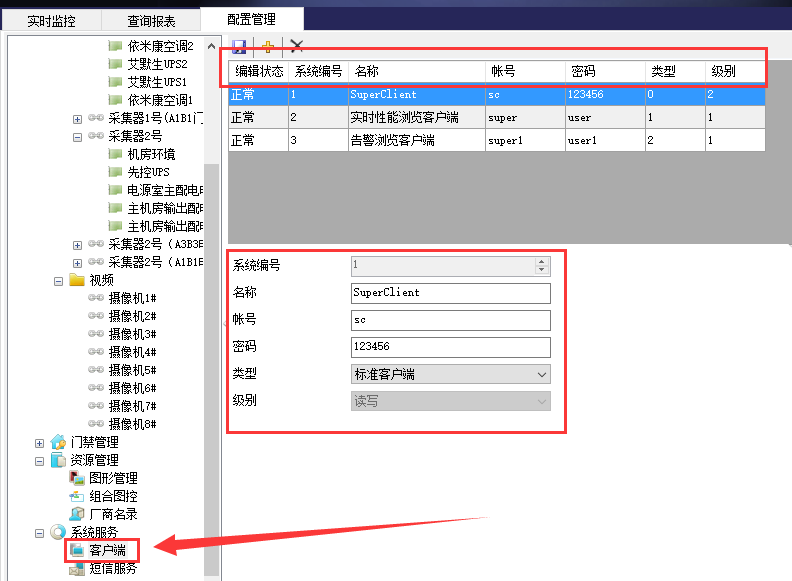 实时监控 查询报表 配置管理
依米康空调2
艾默生UPS2
艾默生UPS1
依米康空调1
采集器1号(A1B1门
采集器2号
机房环境
先控UPS
电源室主配电
主机房输出配
主机房输出配
采集器2号（A3B3
采集器2号（A1B1
视频
摄像机1#
摄像机2#
摄像机3#
摄像机4#
摄像机5#
摄像机6#
摄像机7#
摄像机8#
门禁管理
资源管理
图形管理
组合图控
厂商名录
系统服务
客户端
短信服务
编辑状态 系统编号 名称 帐号 密码 类型 级别
正常 1 SuperClient sc 123456 0 2
正常 2 实时性能浏览客户端 super user 1 1
正常 3 告警浏览客户端 super1 user1 2 1
系统编号 1
名称 SuperClient
帐号 sc
密码 123456
类型 标准客户端
级别 读写